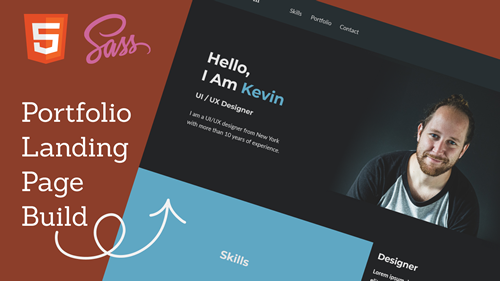 5
Sass
Portfolio
Landing
Page
Build
Skills Portfolio Contact
Hello,
I Am Kevin
UI / UX Designer
I am a UI/UX designer from New York
with more than 10 years of experience.
Skills
Designer
Lorem ipsum